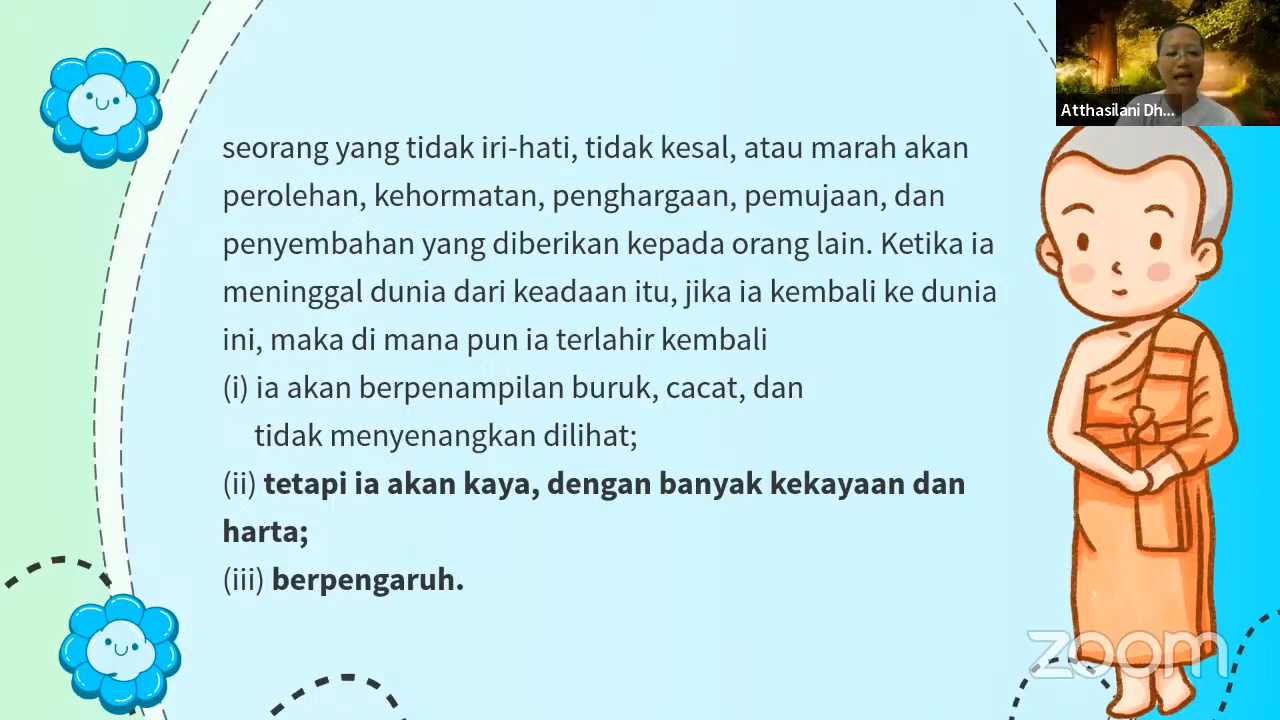 Atthasilani Dh...
seorang yang tidak iri-hati, tidak kesal, atau marah akan
perolehan, kehormatan, penghargaan, pemujaan, dan
penyembahan yang diberikan kepada orang lain. Ketika ia
meninggal dunia dari keadaan itu, jika ia kembali ke dunia
ini, maka di mana pun ia terlahir kembali
(i) ia akan berpenampilan buruk, cacat, dan
tidak menyenangkan dilihat;
(ii) tetapi ia akan kaya, dengan banyak kekayaan dan
harta;
(iii) berpengaruh.
zoom